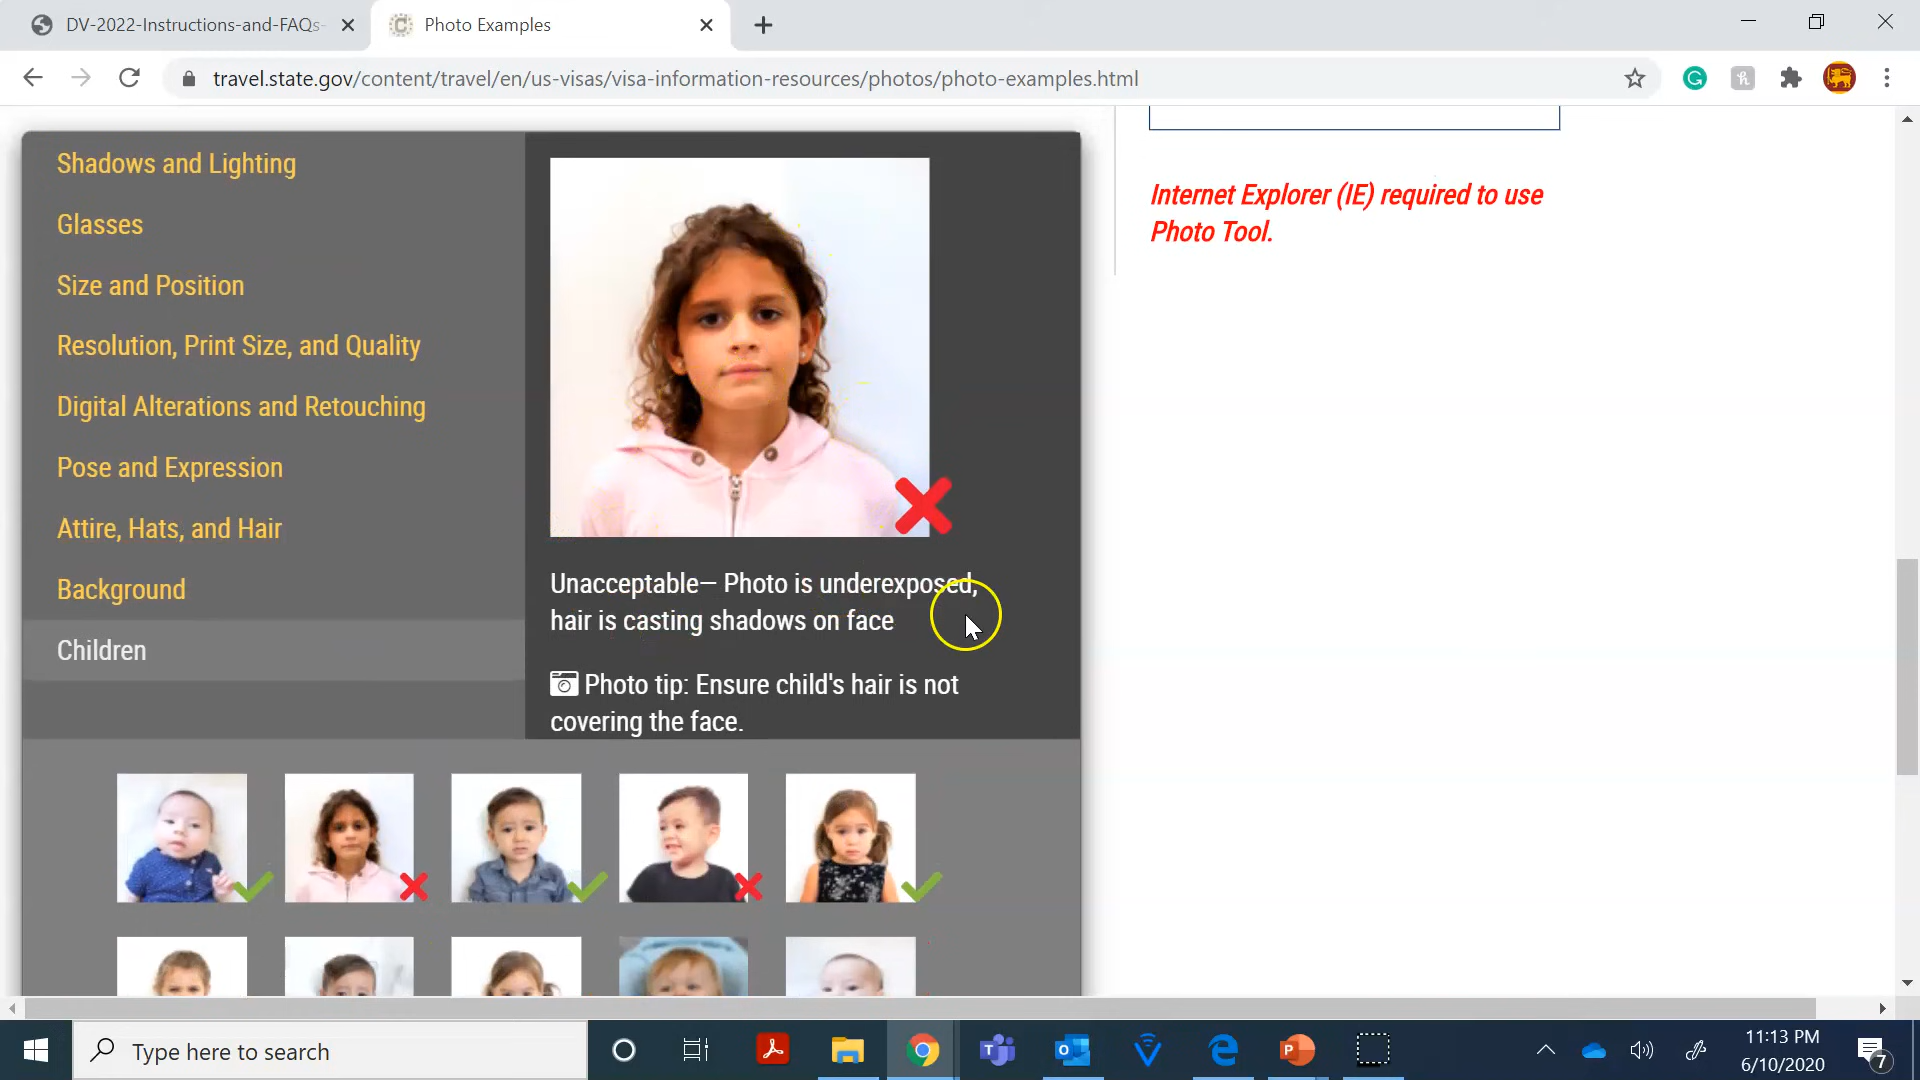 DV-2022-Instructions-and-FAQs-
Photo Examples
travel.state.gov/content/travel/en/us-visas/visa-information-resources/photos/photo-examples.html
Shadows and Lighting
Glasses
Size and Position
Resolution, Print Size, and Quality
Digital Alterations and Retouching
Pose and Expression
Attire, Hats, and Hair
Background
Children
Unacceptable— Photo is underexposed,
hair is casting shadows on face
Photo tip: Ensure child's hair is not
covering the face.
Internet Explorer (IE) required to use
Photo Tool.
Type here to search
11:13 PM
6/10/2020
7